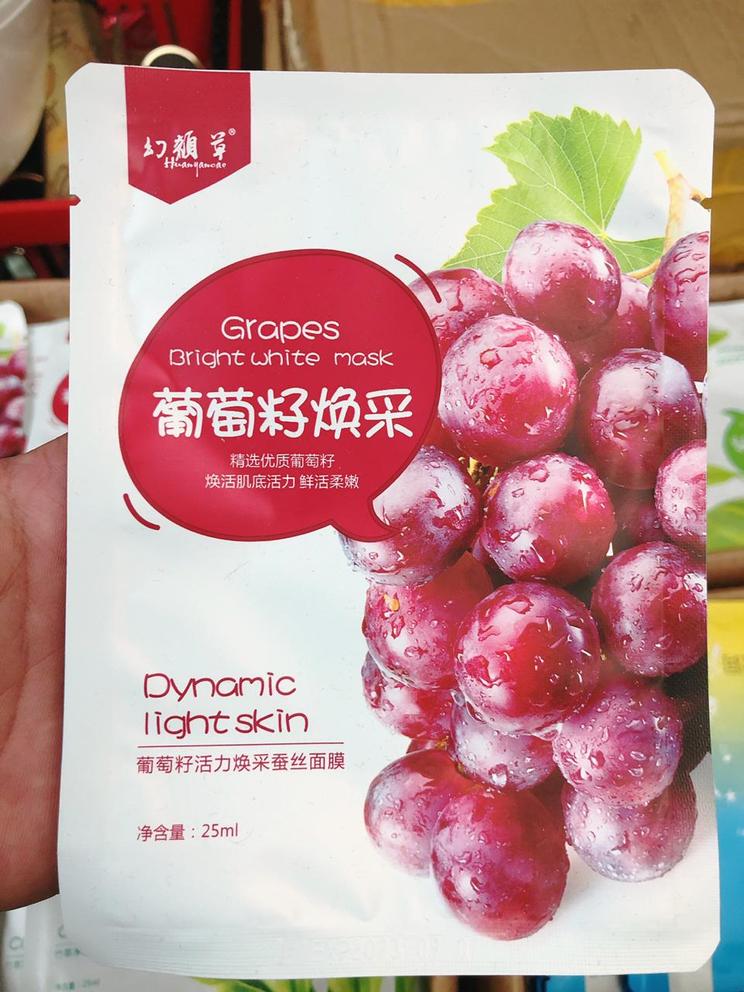 幻颜草®
Huanyancao
Grapes
Bright white mask
葡萄籽焕采
精选优质葡萄籽
焕活肌底活力 鲜活柔嫩
Dynamic
light skin
葡萄籽活力焕采蚕丝面膜
净含量：25ml